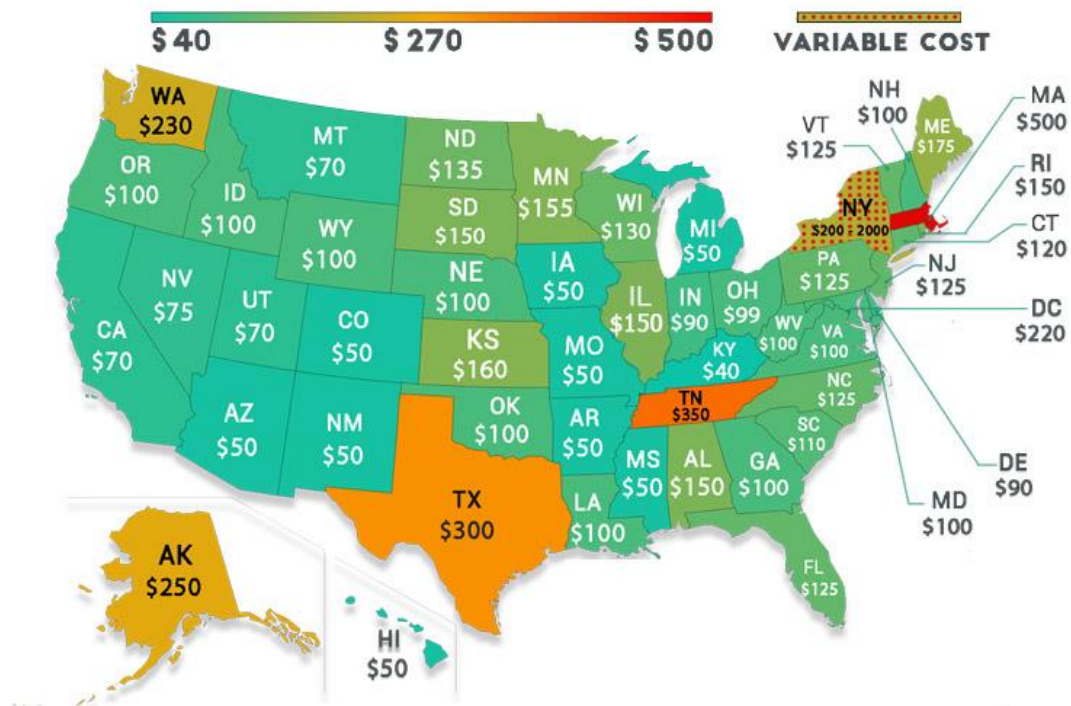 $ 40 $ 270 $ 500 VARIABLE COST
WA
$230
OR
$100
ID
$100
MT
$70
ND
$135
MN
$155
SD
$150
WI
$130
MI
$50
WY
$100
NE
$100
IA
$50
NV
$75
UT
$70
CO
$50
CA
$70
KS
$160
MO
$50
IL
$150
IN
$90
OH
$99
KY
$40
WV
$100
VA
$100
PA
$125
NY
$200 - 2000
VT
$125
NH
$100
ME
$175
MA
$500
RI
$150
CT
$120
NJ
$125
DC
$220
DE
$90
MD
$100
AZ
$50
NM
$50
OK
$100
AR
$50
TN
$350
NC
$125
SC
$110
MS
$50
AL
$150
GA
$100
TX
$300
LA
$100
FL
$125
AK
$250
HI
$50